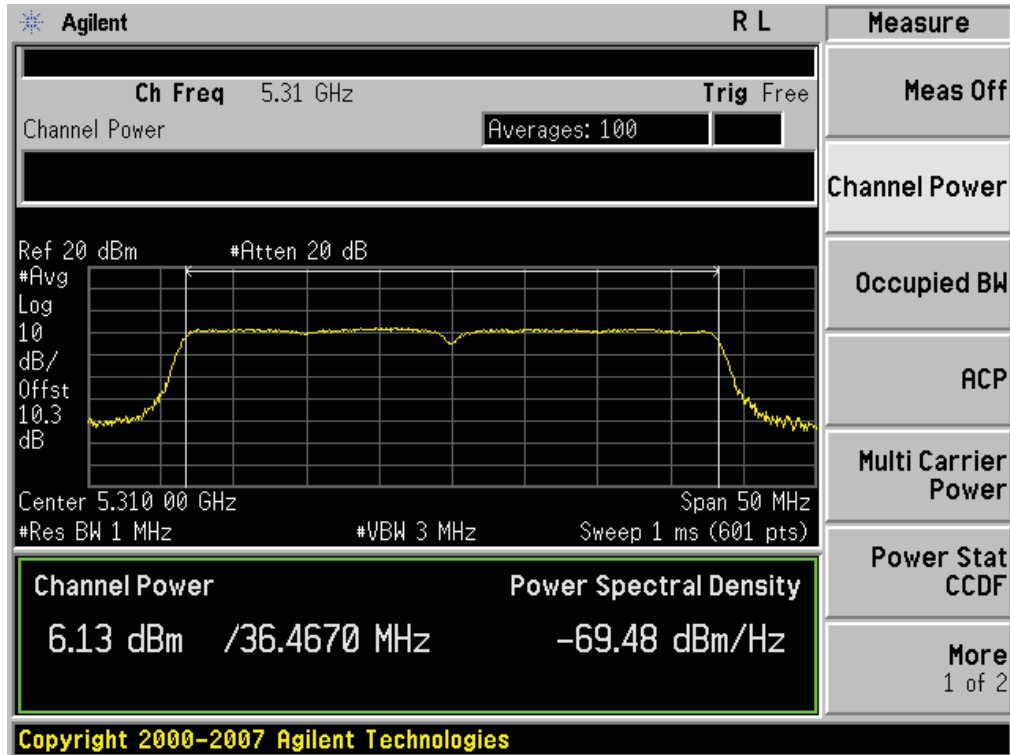 Agilent R L
Measure
Ch Freq 5.31 GHz Trig Free
Channel Power Averages: 100
Ref 20 dBm #Atten 20 dB
#Avg
Log
10
dB/
Offst
10.3
dB
Center 5.310 00 GHz Span 50 MHz
#Res BW 1 MHz #VBW 3 MHz Sweep 1 ms (601 pts)
Channel Power Power Spectral Density
6.13 dBm /36.4670 MHz -69.48 dBm/Hz
Copyright 2000-2007 Agilent Technologies
Meas Off
Channel Power
Occupied BW
ACP
Multi Carrier
Power
Power Stat
CCDF
More
1 of 2